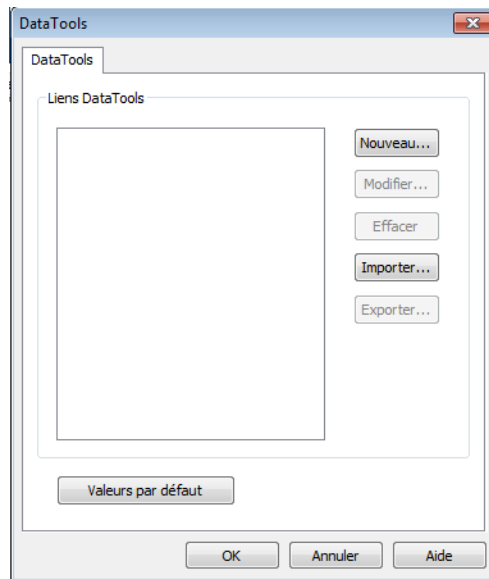 DataTools
DataTools
Liens DataTools
Nouveau...
Modifier...
Effacer
Importer...
Exporter...
Valeurs par défaut
OK
Annuler
Aide